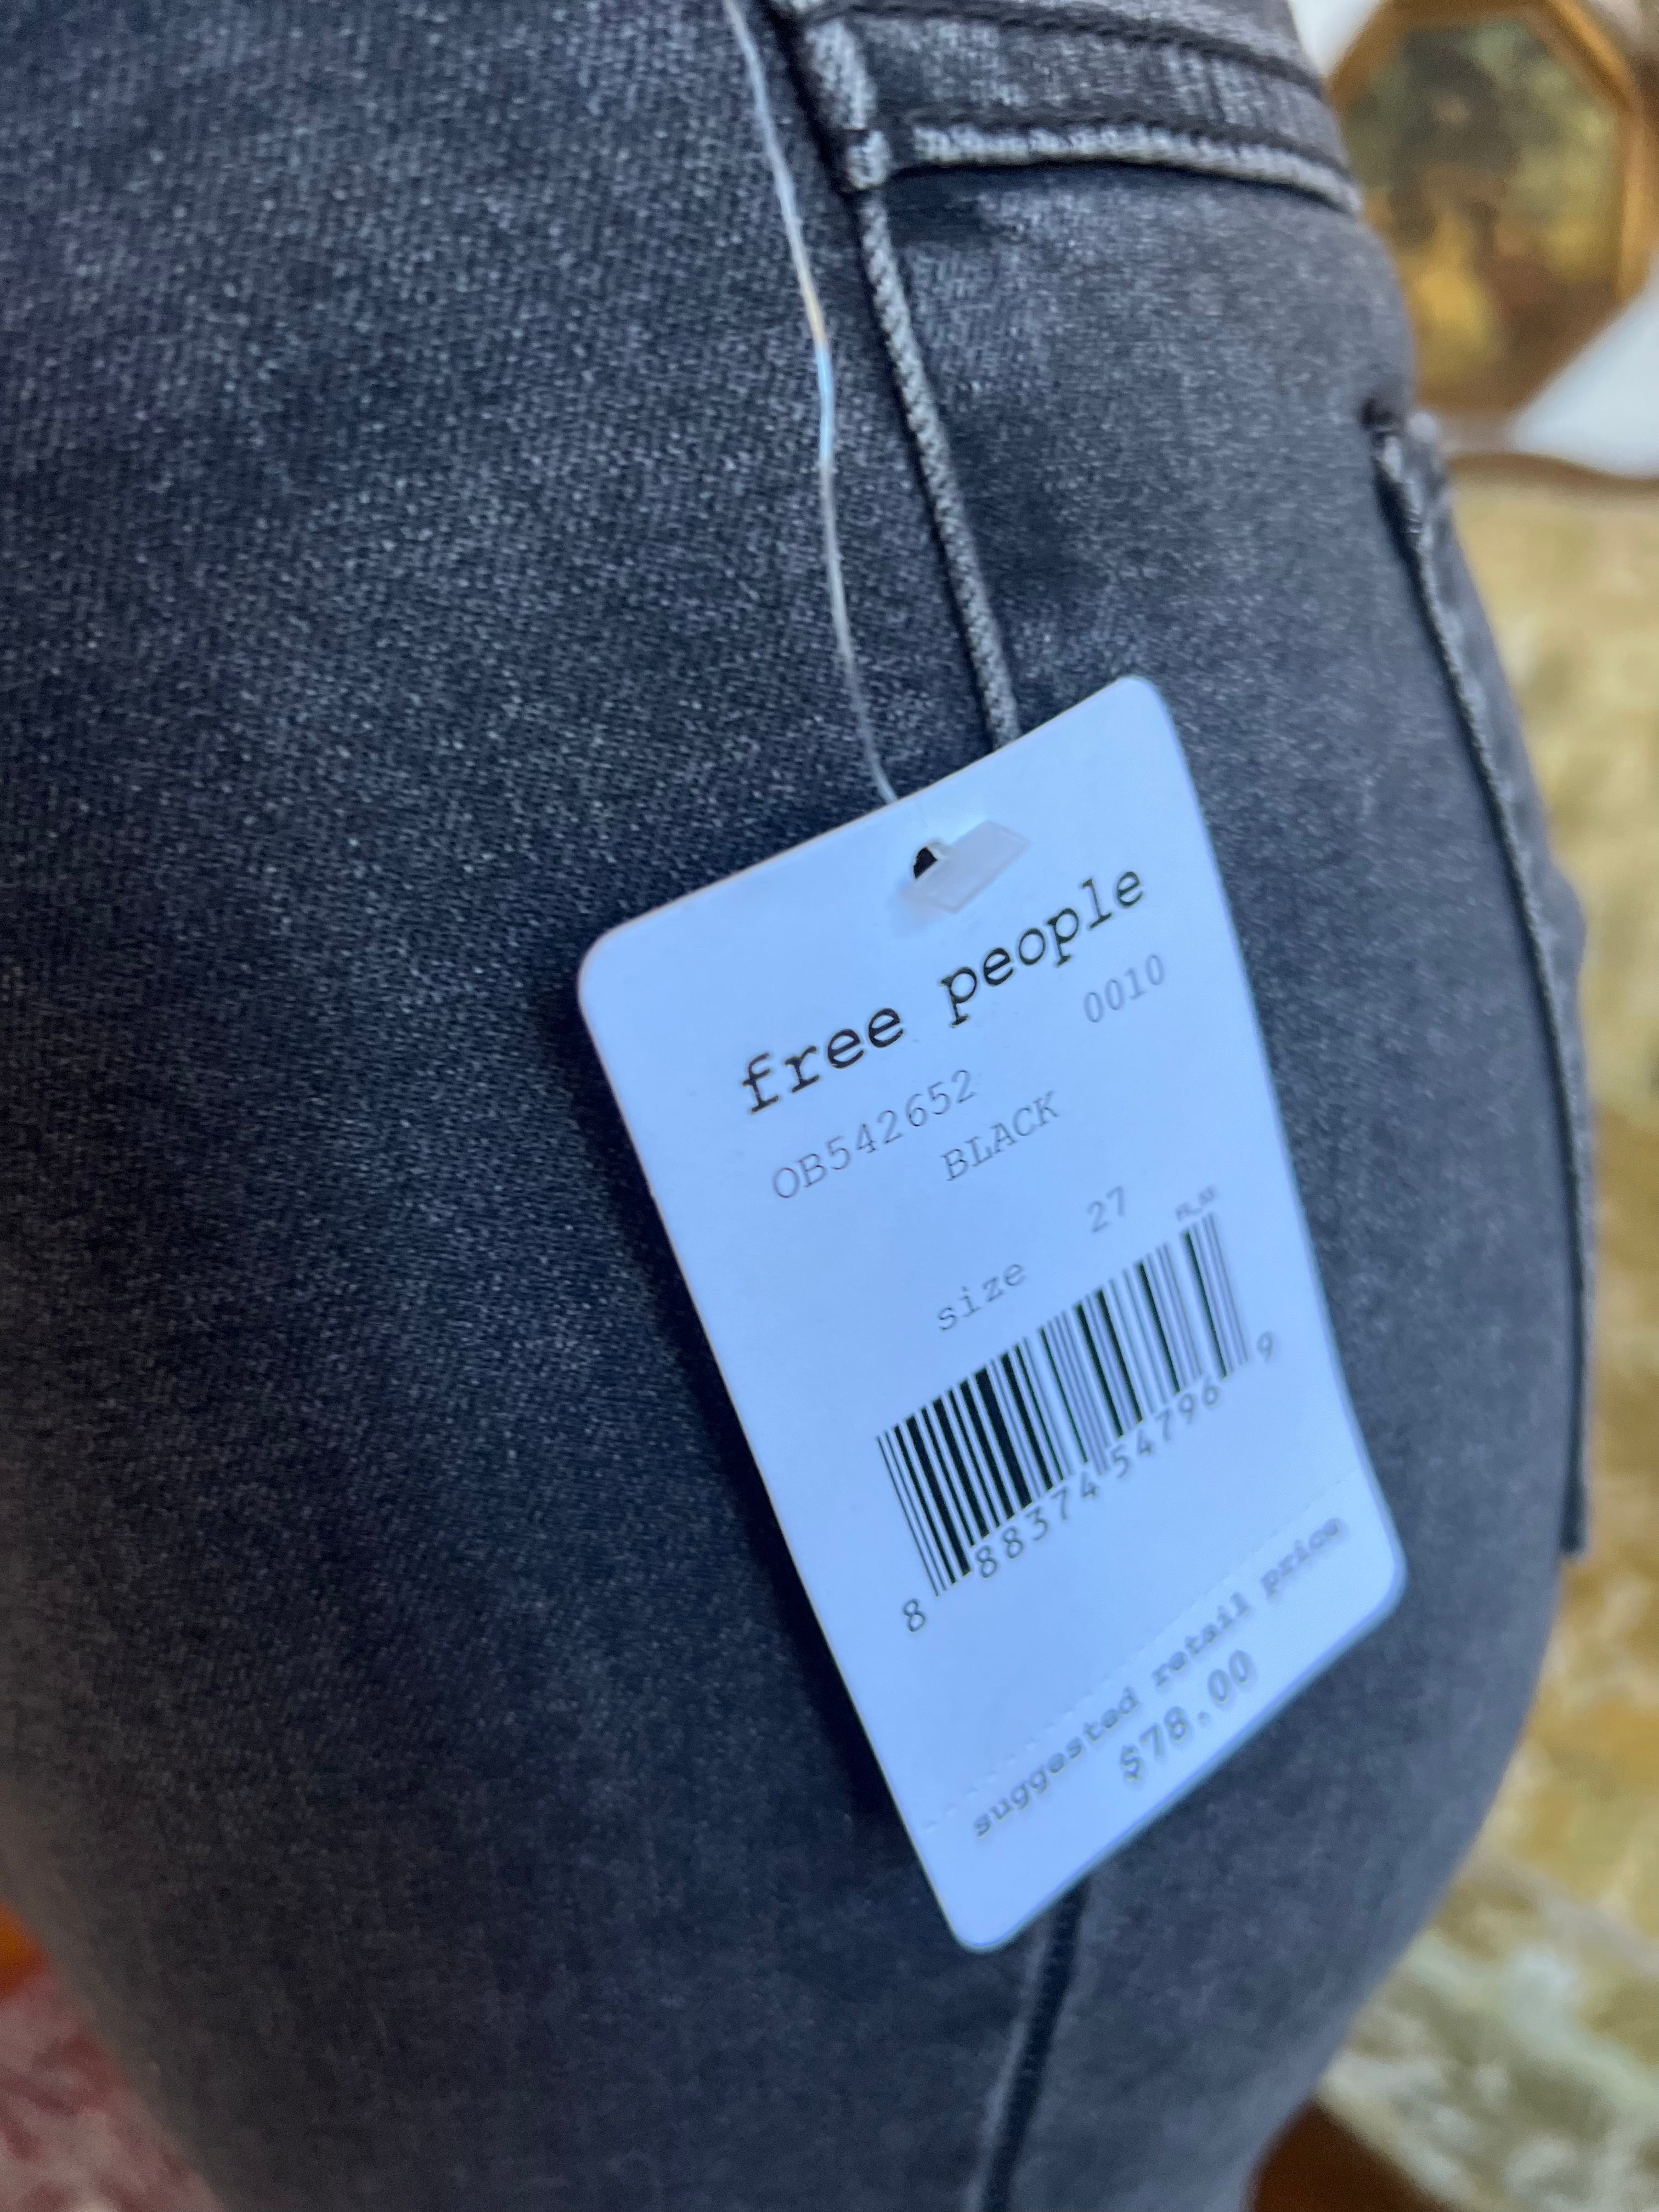 free people
OB542652 0010
BLACK
size 27
8 88374 54796 9
suggested retail price
$78.00